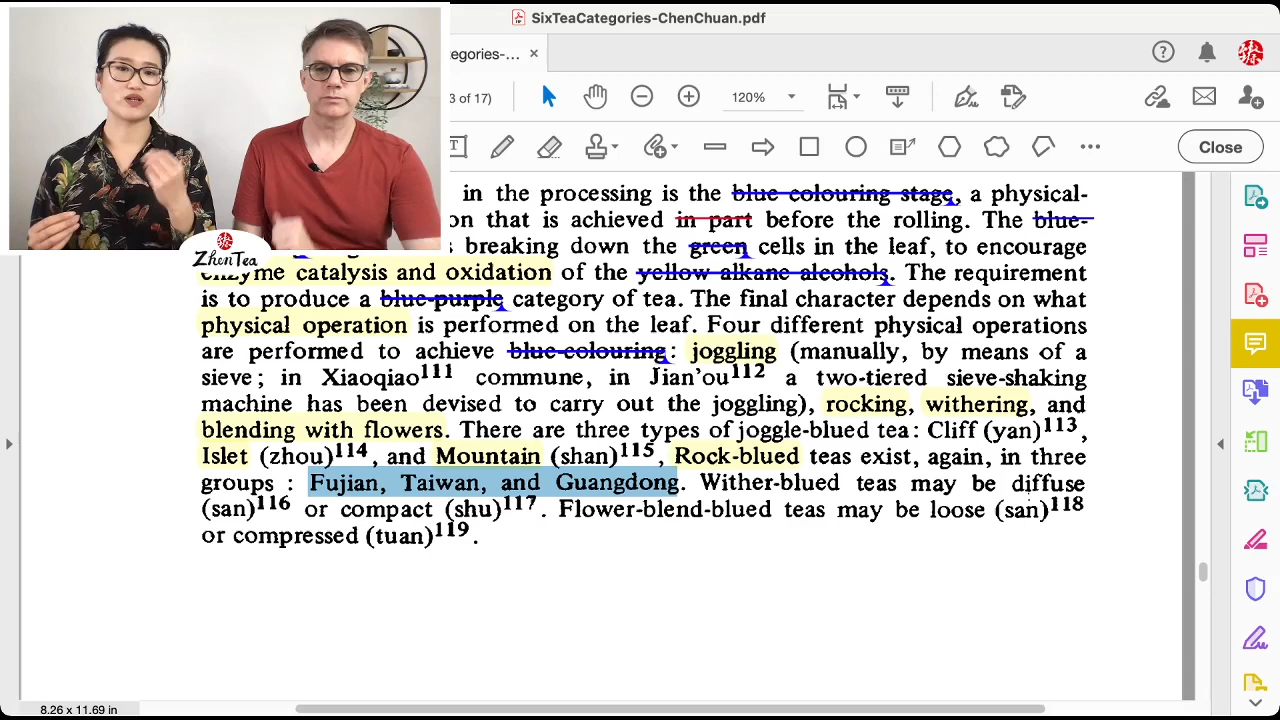 SixTeaCategories-ChenChuan.pdf
egories-...
3 of 17)
120%
Close
ZhenTea
in the processing is the blue colouring stage, a physical-
on that is achieved in part before the rolling. The blue-
breaking down the green cells in the leaf, to encourage
enzyme catalysis and oxidation of the yellow alkane alcohols. The requirement
is to produce a blue-purple category of tea. The final character depends on what
physical operation is performed on the leaf. Four different physical operations
are performed to achieve blue-colouring: joggling (manually, by means of a
sieve; in Xiaoqiao111 commune, in Jian'ou112 a two-tiered sieve-shaking
machine has been devised to carry out the joggling), rocking, withering, and
blending with flowers. There are three types of joggle-blued tea: Cliff (yan)113,
Islet (zhou)114, and Mountain (shan)115, Rock-blued teas exist, again, in three
groups : Fujian, Taiwan, and Guangdong. Wither-blued teas may be diffuse
(san)116 or compact (shu)117. Flower-blend-blued teas may be loose (san)118
or compressed (tuan)119.
8.26 x 11.69 in